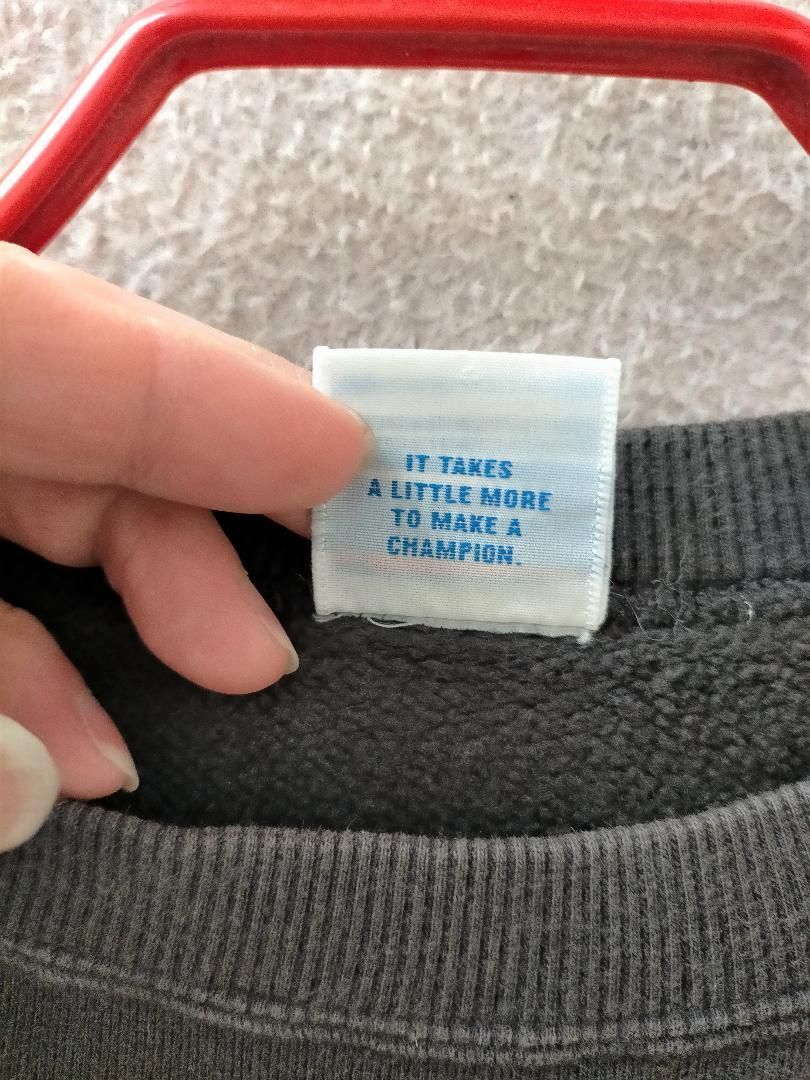 IT TAKES
A LITTLE MORE
TO MAKE A
CHAMPION.